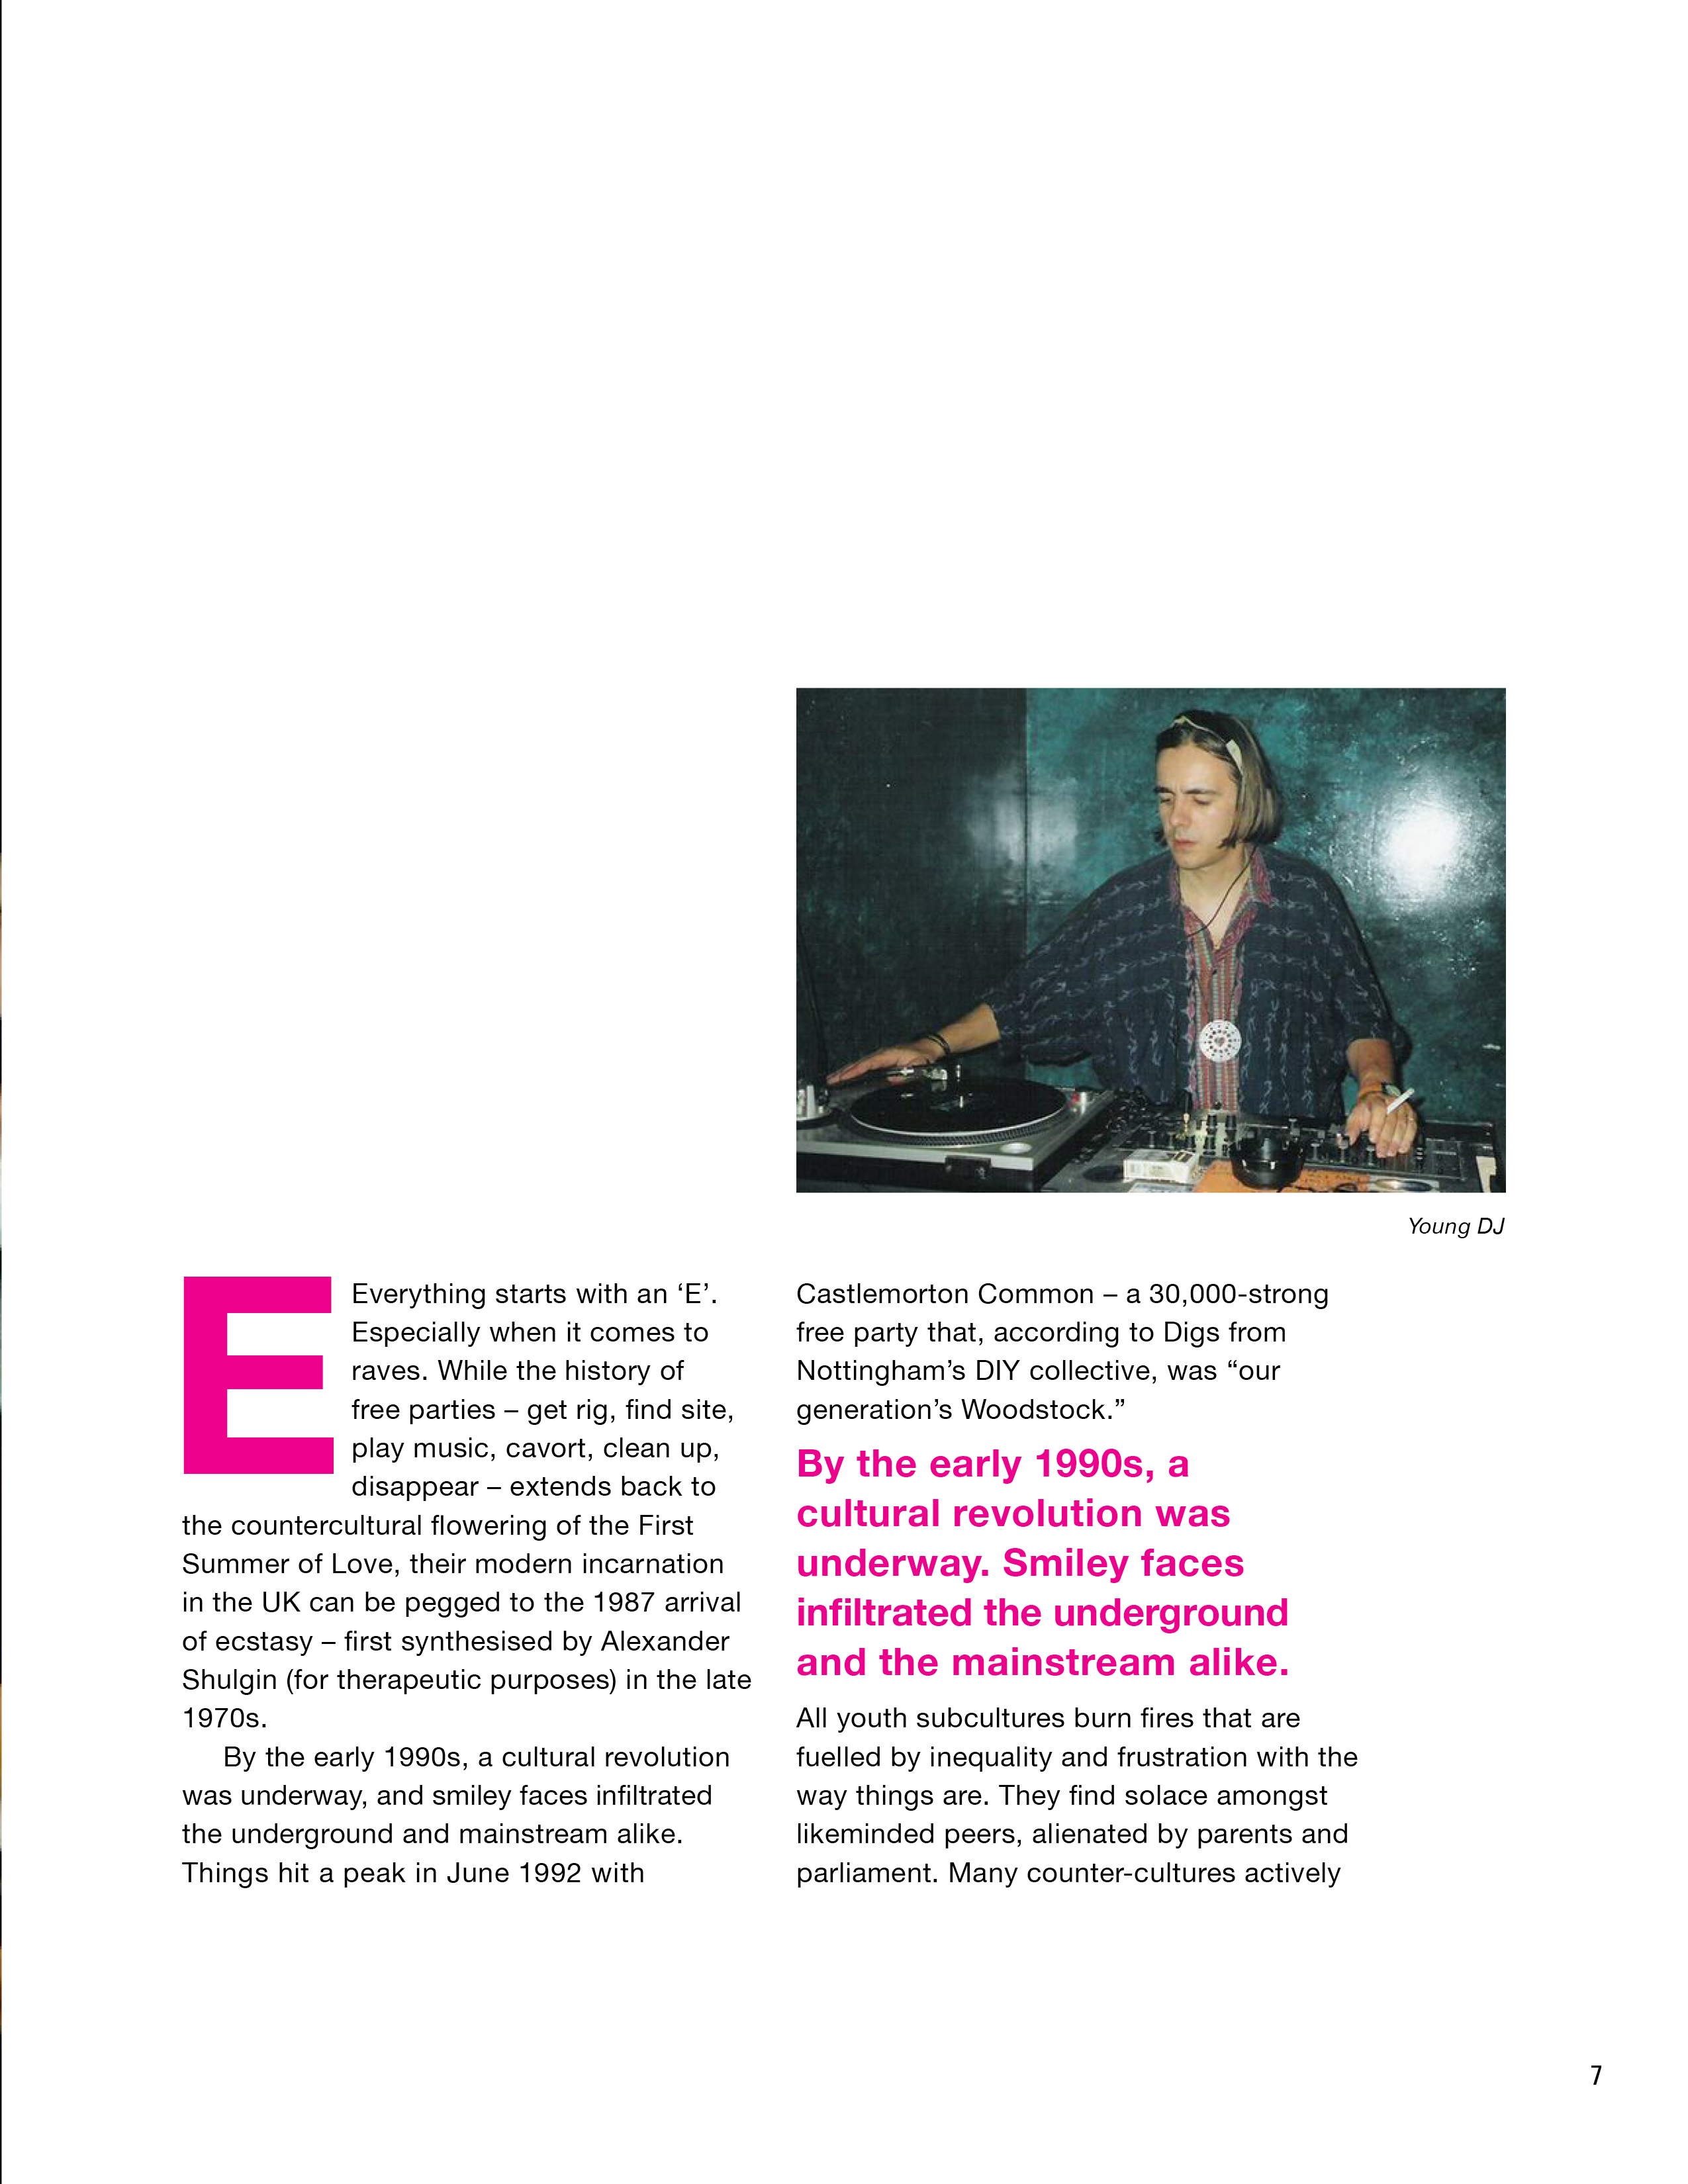 Young DJ
E
Everything starts with an ‘E’.
Especially when it comes to
raves. While the history of
free parties – get rig, find site,
play music, cavort, clean up,
disappear – extends back to
the countercultural flowering of the First
Summer of Love, their modern incarnation
in the UK can be pegged to the 1987 arrival
of ecstasy – first synthesised by Alexander
Shulgin (for therapeutic purposes) in the late
1970s.
By the early 1990s, a cultural revolution
was underway, and smiley faces infiltrated
the underground and mainstream alike.
Things hit a peak in June 1992 with
Castlemorton Common – a 30,000-strong
free party that, according to Digs from
Nottingham’s DIY collective, was “our
generation’s Woodstock.”
By the early 1990s, a
cultural revolution was
underway. Smiley faces
infiltrated the underground
and the mainstream alike.
All youth subcultures burn fires that are
fuelled by inequality and frustration with the
way things are. They find solace amongst
likeminded peers, alienated by parents and
parliament. Many counter-cultures actively
7